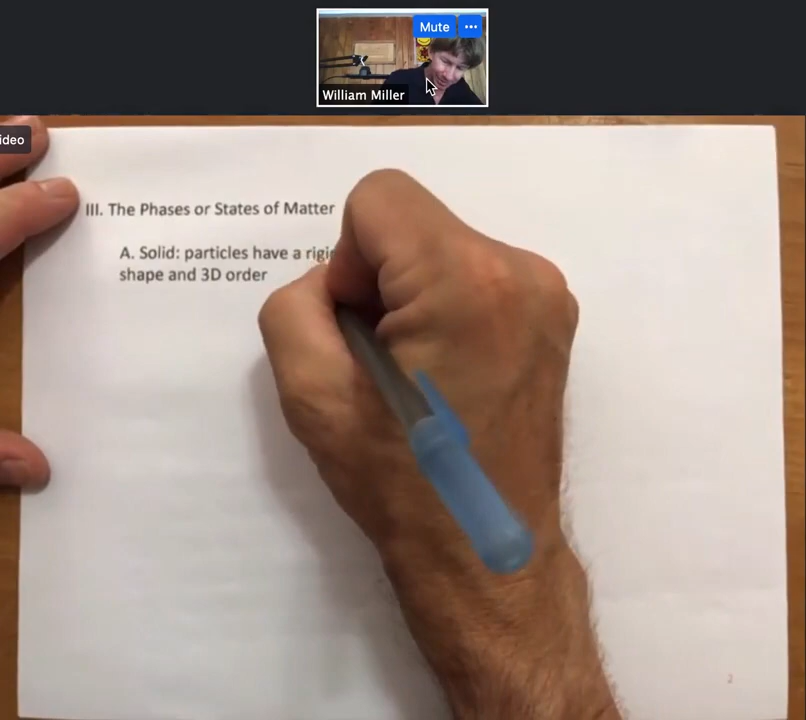 Mute
William Miller
ideo
III. The Phases or States of Matter
A. Solid: particles have a rigi
shape and 3D order